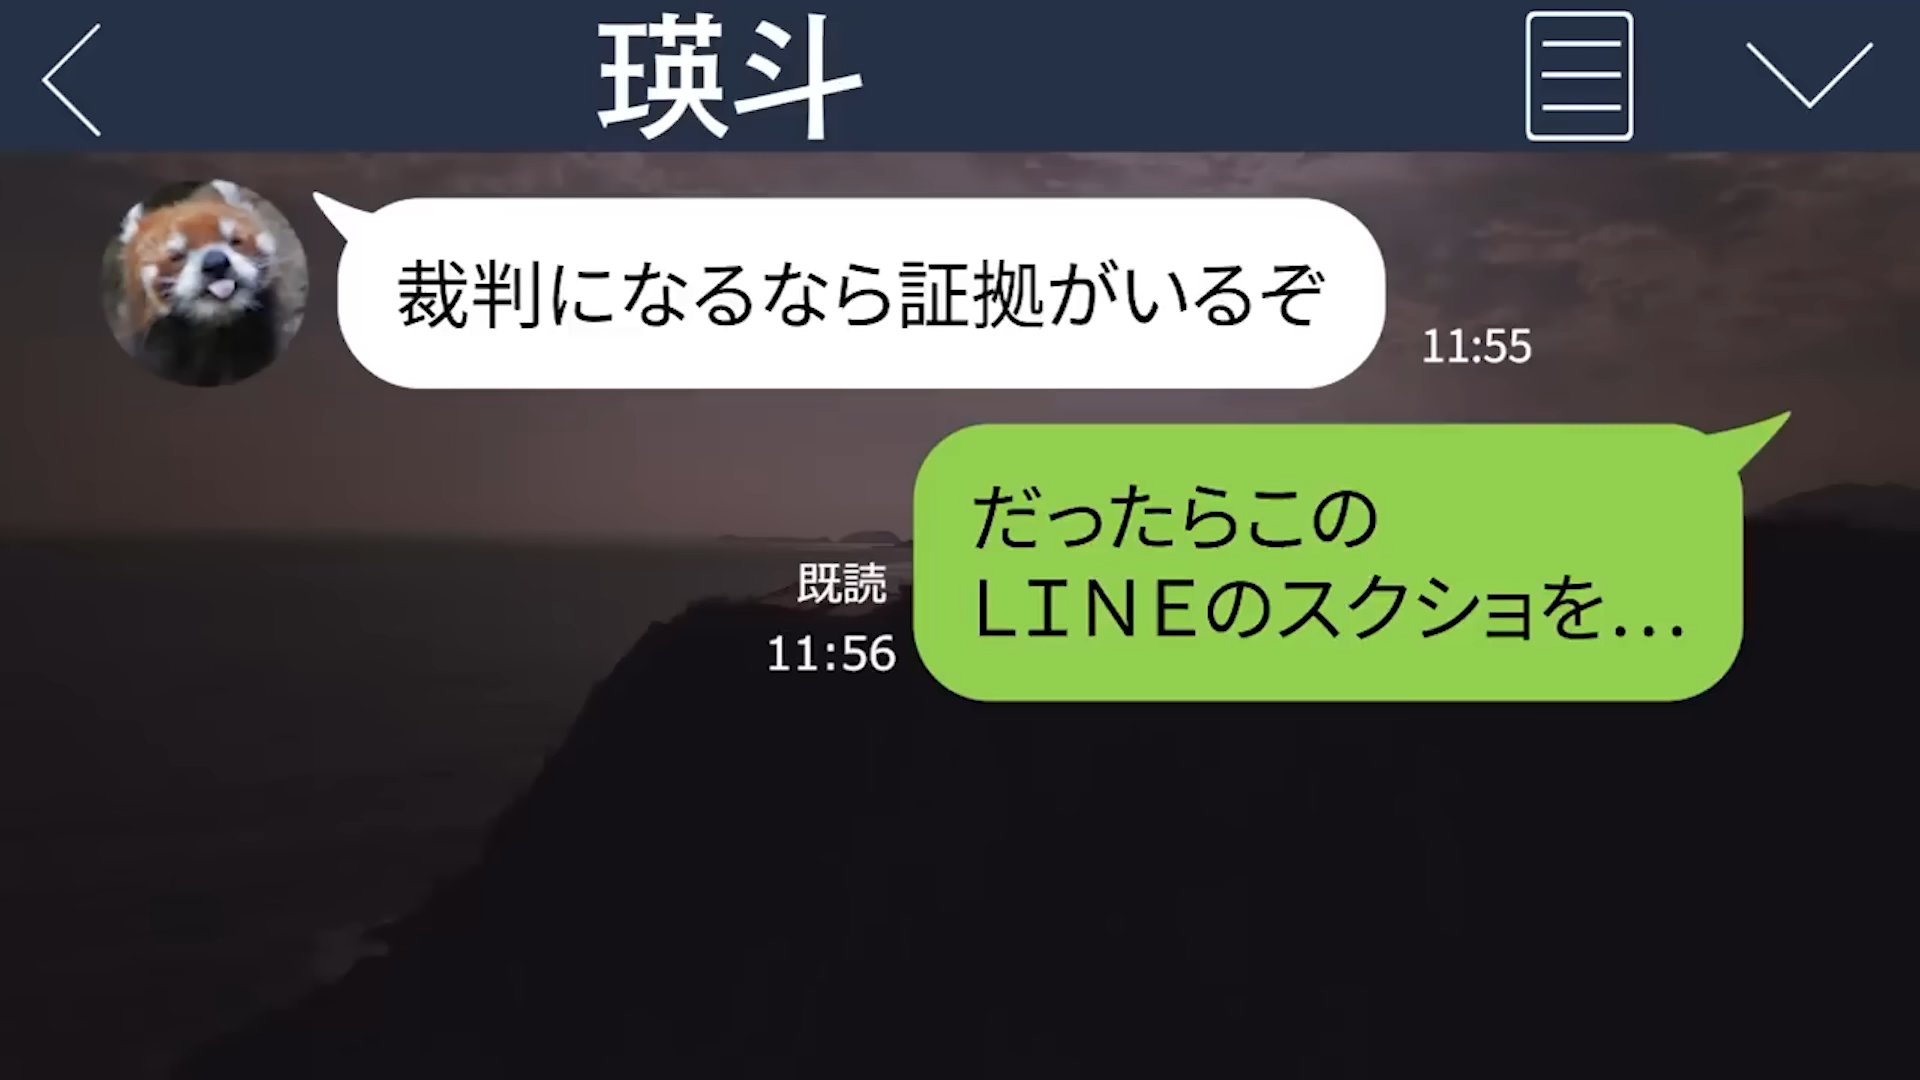 瑛斗
裁判になるなら証拠がいるぞ
11:55
だったらこの
LINEのスクショを...
既読
11:56